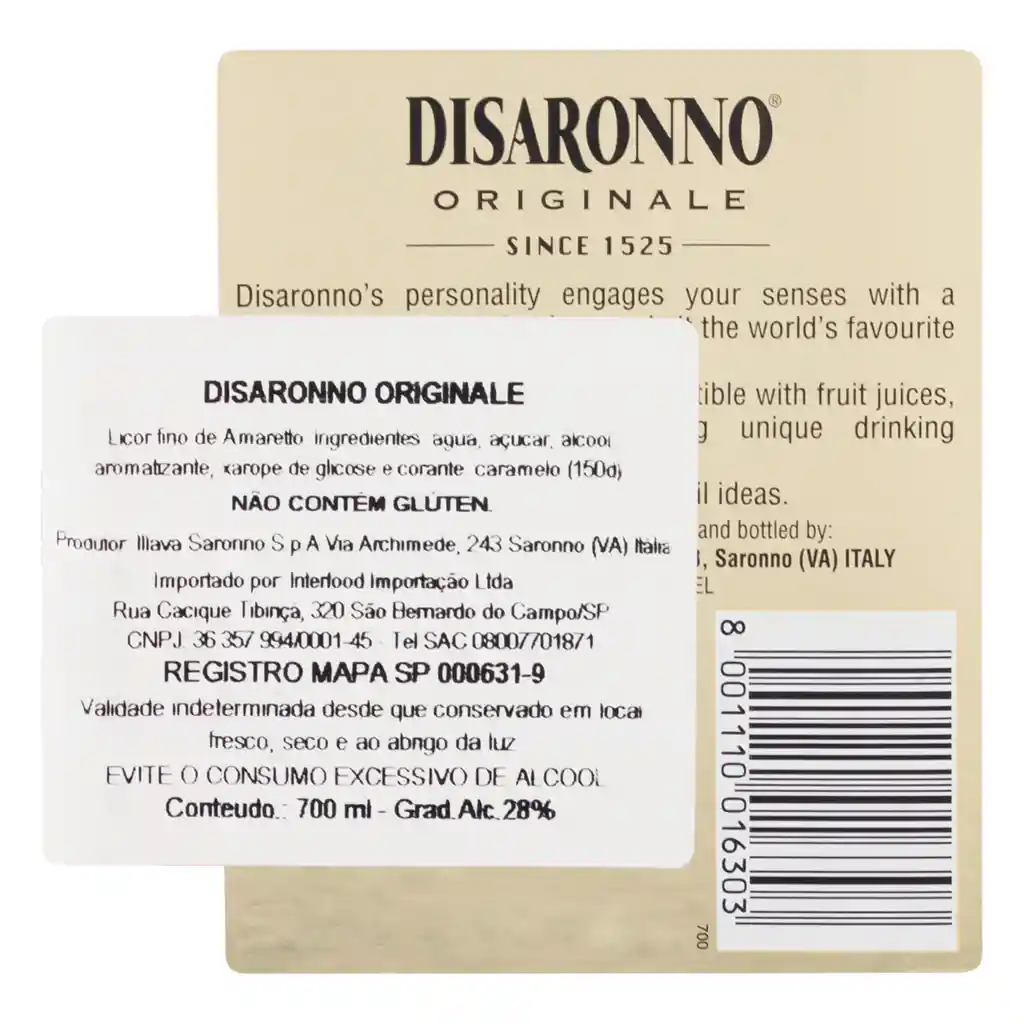 DISARONNO®
ORIGINALE
SINCE 1525
Disaronno's personality engages your senses with a
the world's favourite
with fruit juices,
unique drinking
ideas.
and bottled by:
, Saronno (VA) ITALY
DISARONNO ORIGINALE
Licor fino de Amaretto ingredientes agua, açucar, alcool
aromatizante, xarope de glicose e corante caramelo (150d)
NÃO CONTÉM GLÚTEN.
Produtor Illava Saronno S p A Via Archimede, 243 Saronno (VA) Itália
Importado por Interfood Importação Ltda
Rua Cacique Tibiriçá, 320 São Bernardo do Campo/SP
CNPJ. 36 357 994/0001-45 - Tel SAC 08007701871
REGISTRO MAPA SP 000631-9
Validade indeterminada desde que conservado em local
fresco, seco e ao abrigo da luz
EVITE O CONSUMO EXCESSIVO DE ALCOOL
Conteudo.: 700 ml - Grad.Alc.28%
8 001110 016303
700